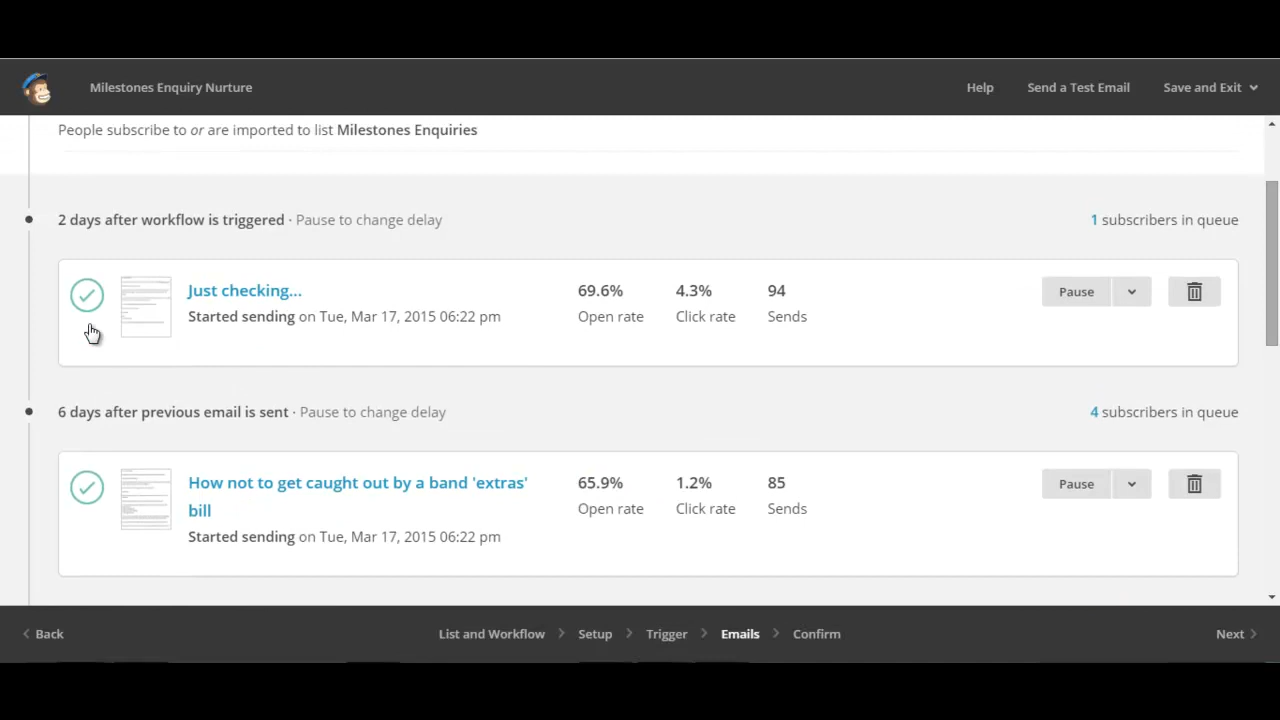 Milestones Enquiry Nurture
Help
Send a Test Email
Save and Exit
People subscribe to or are imported to list Milestones Enquiries
2 days after workflow is triggered · Pause to change delay
1 subscribers in queue
Just checking...
Started sending on Tue, Mar 17, 2015 06:22 pm
69.6%
Open rate
4.3%
Click rate
94
Sends
Pause
6 days after previous email is sent · Pause to change delay
4 subscribers in queue
How not to get caught out by a band 'extras'
bill
Started sending on Tue, Mar 17, 2015 06:22 pm
65.9%
Open rate
1.2%
Click rate
85
Sends
Pause
Back
List and Workflow
Setup
Trigger
Emails
Confirm
Next